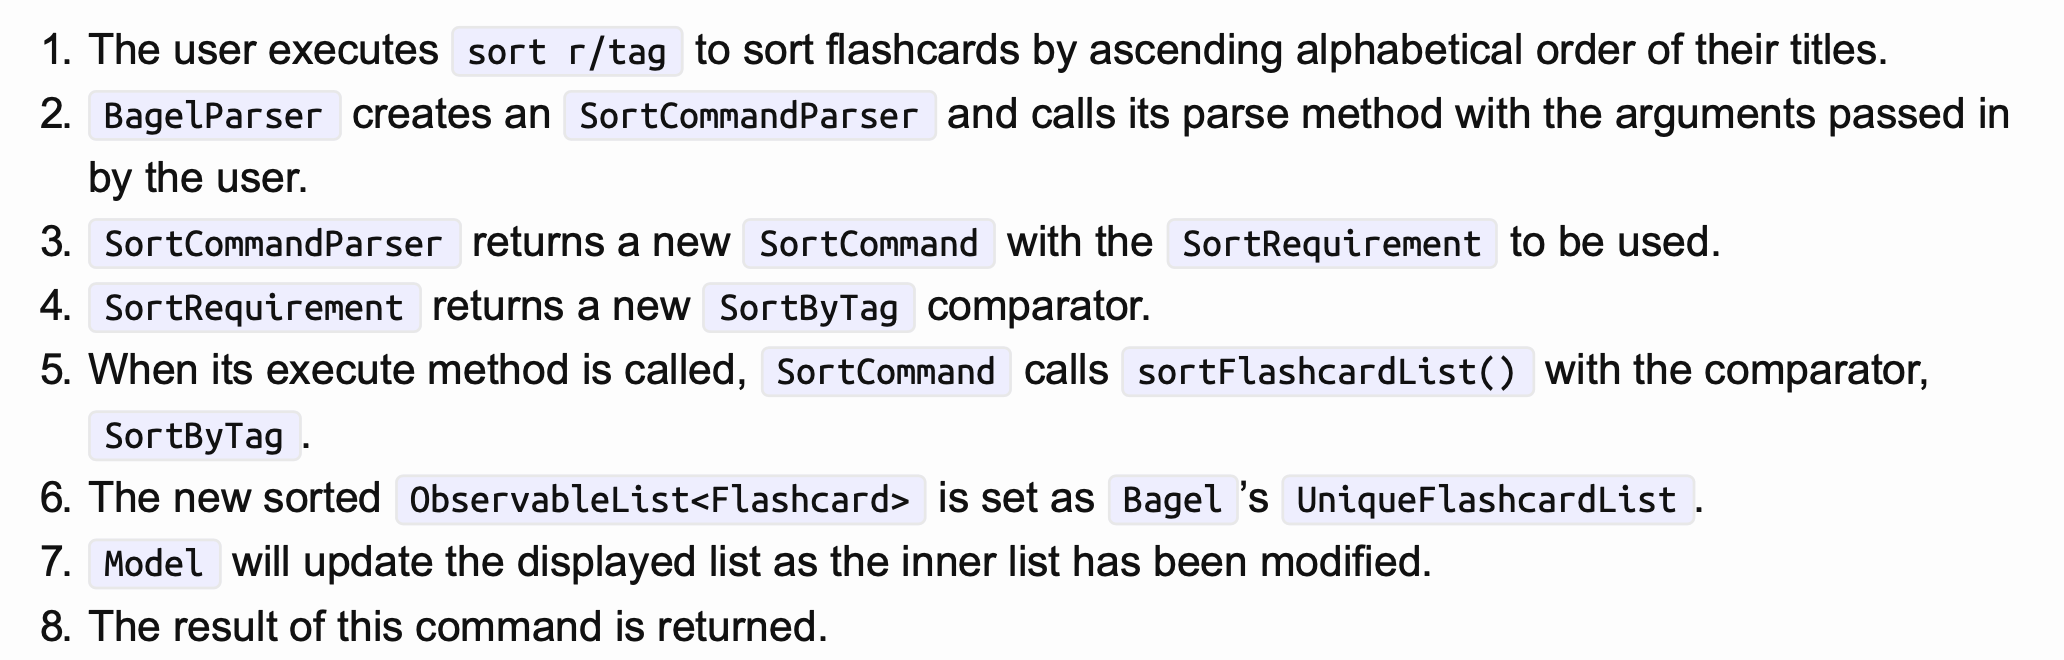 1. The user executes sort r/tag to sort flashcards by ascending alphabetical order of their titles.
2. BagelParser creates an SortCommandParser and calls its parse method with the arguments passed in
by the user.
3. SortCommandParser returns a new SortCommand with the SortRequirement to be used.
4. SortRequirement returns a new SortByTag comparator.
5. When its execute method is called, SortCommand calls sortFlashcardList() with the comparator,
SortByTag.
6. The new sorted ObservableList<Flashcard> is set as Bagel’s UniqueFlashcardList.
7. Model will update the displayed list as the inner list has been modified.
8. The result of this command is returned.